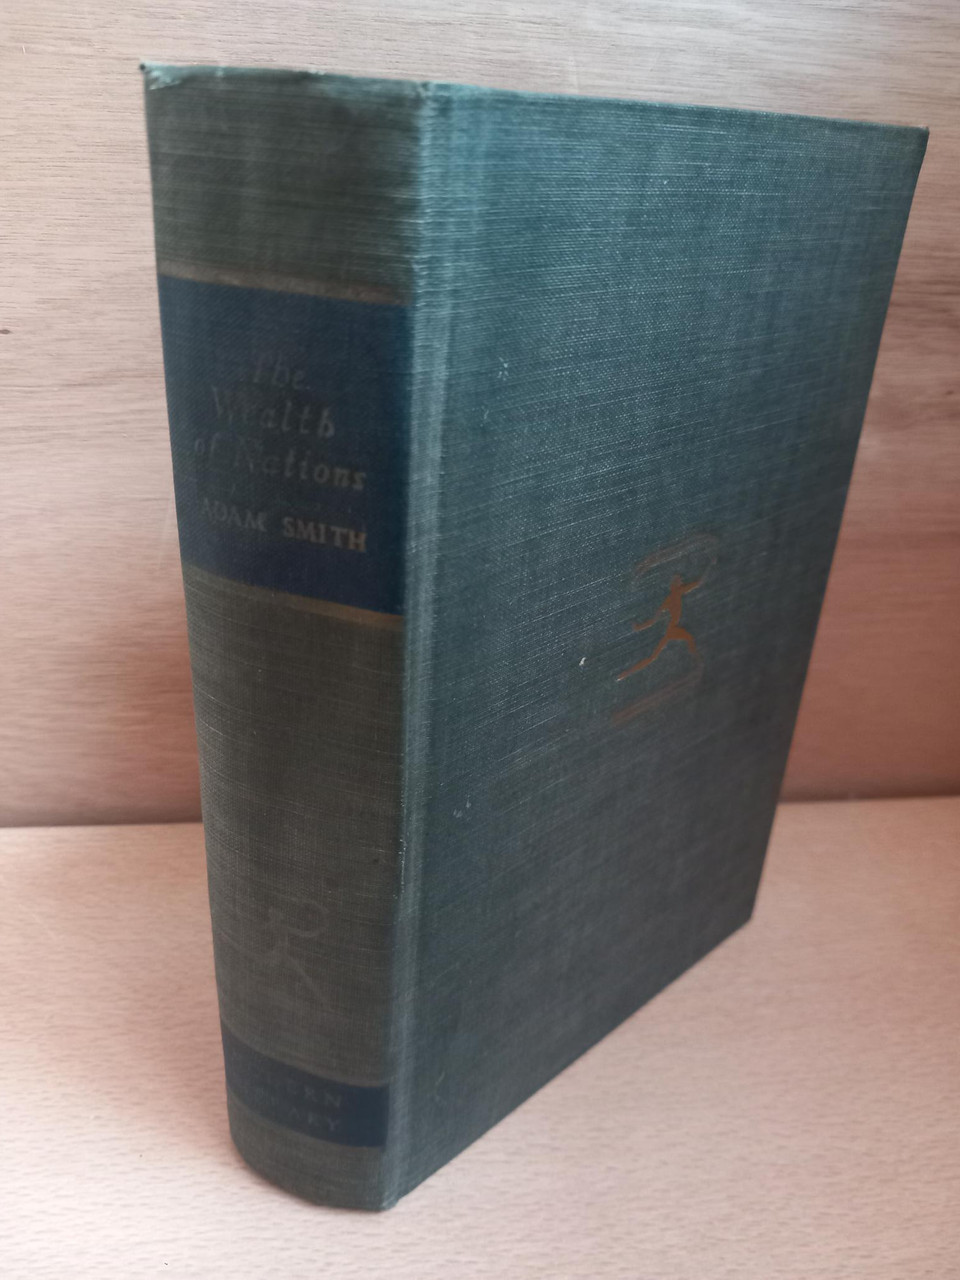 The
Wealth
of Nations
ADAM SMITH